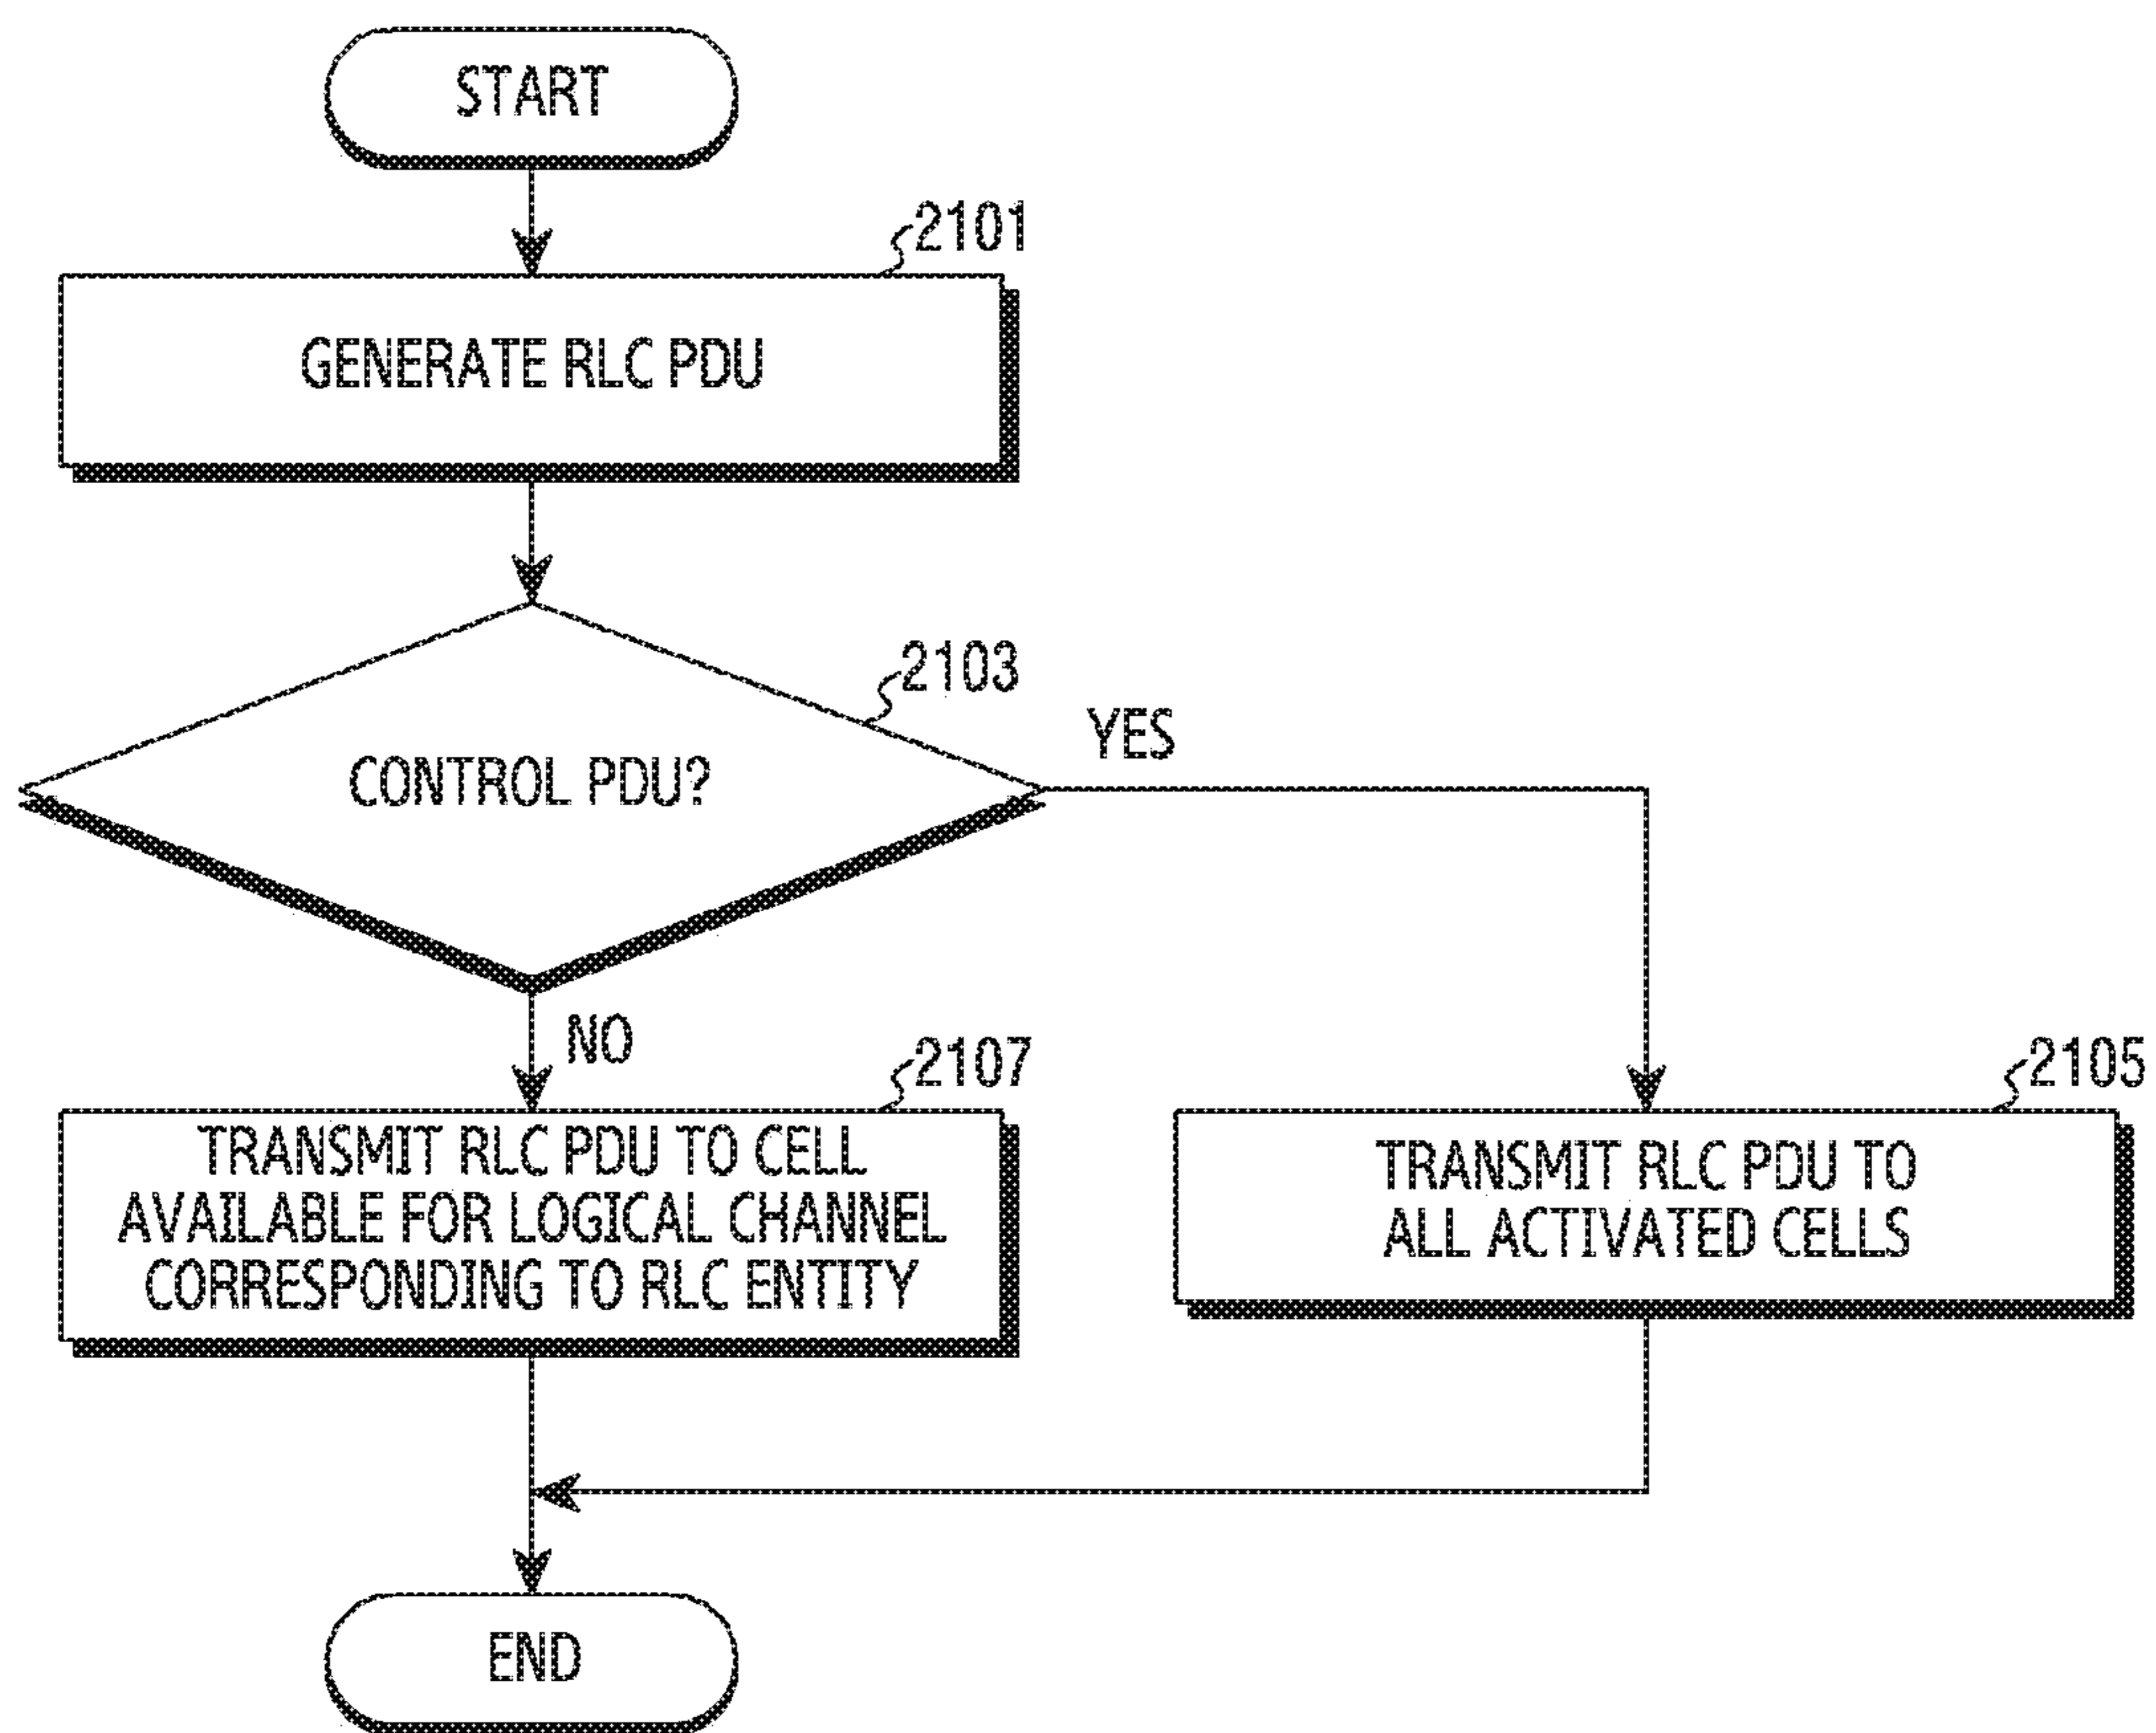 START
2101
GENERATE RLC PDU
2103
CONTROL PDU?
YES
NO
2107
TRANSMIT RLC PDU TO CELL
AVAILABLE FOR LOGICAL CHANNEL
CORRESPONDING TO RLC ENTITY
2105
TRANSMIT RLC PDU TO
ALL ACTIVATED CELLS
END